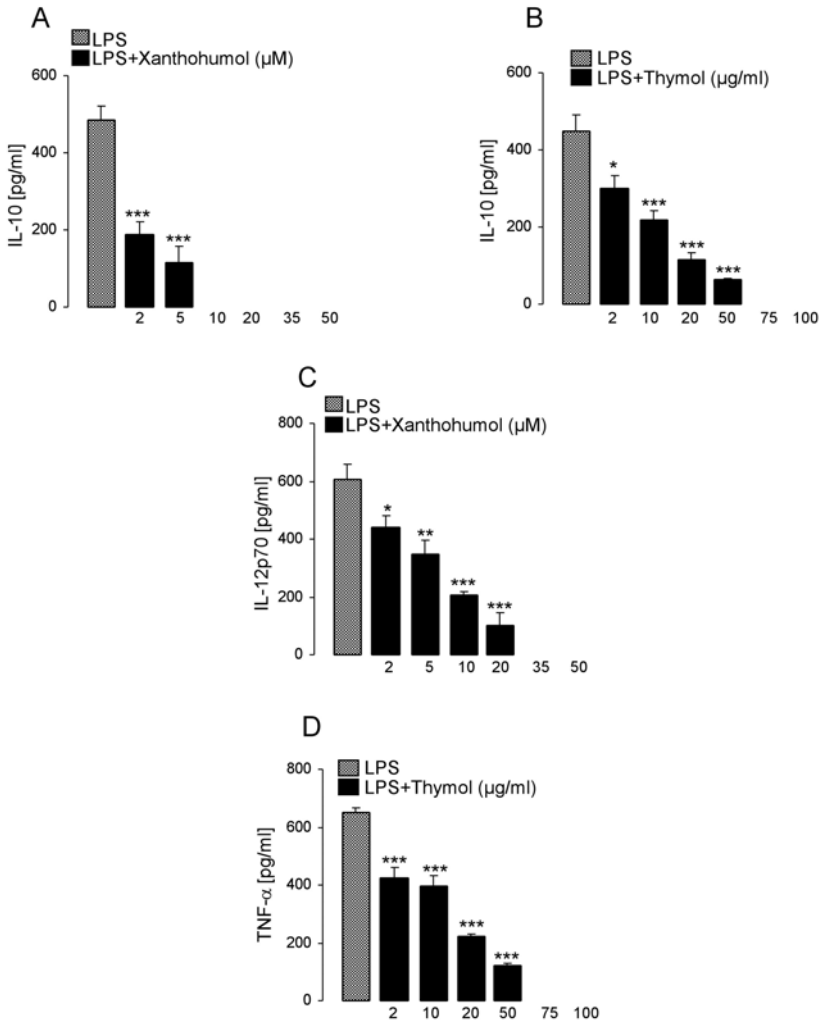 A
LPS
LPS+Xanthohumol (µM)
600
400
200
0
IL-10 [pg/ml]
***
***
2 5 10 20 35 50
B
LPS
LPS+Thymol (µg/ml)
600
400
200
0
IL-10 [pg/ml]
*
***
***
***
2 10 20 50 75 100
C
LPS
LPS+Xanthohumol (µM)
800
600
400
200
0
IL-12p70 [pg/ml]
*
**
***
***
2 5 10 20 35 50
D
LPS
LPS+Thymol (µg/ml)
800
600
400
200
0
TNF-α [pg/ml]
***
***
***
***
2 10 20 50 75 100